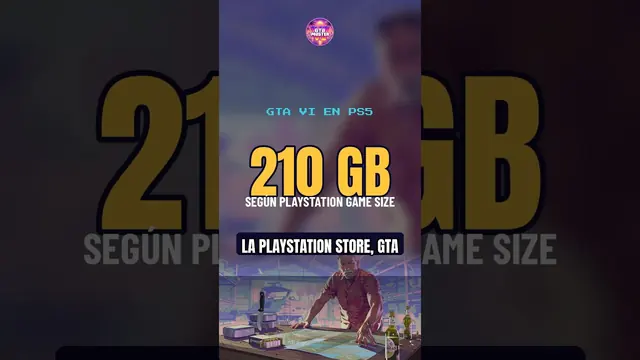 GTA VI EN PS5
210 GB
SEGÚN PLAYSTATION GAME SIZE
LA PLAYSTATION STORE, GTA